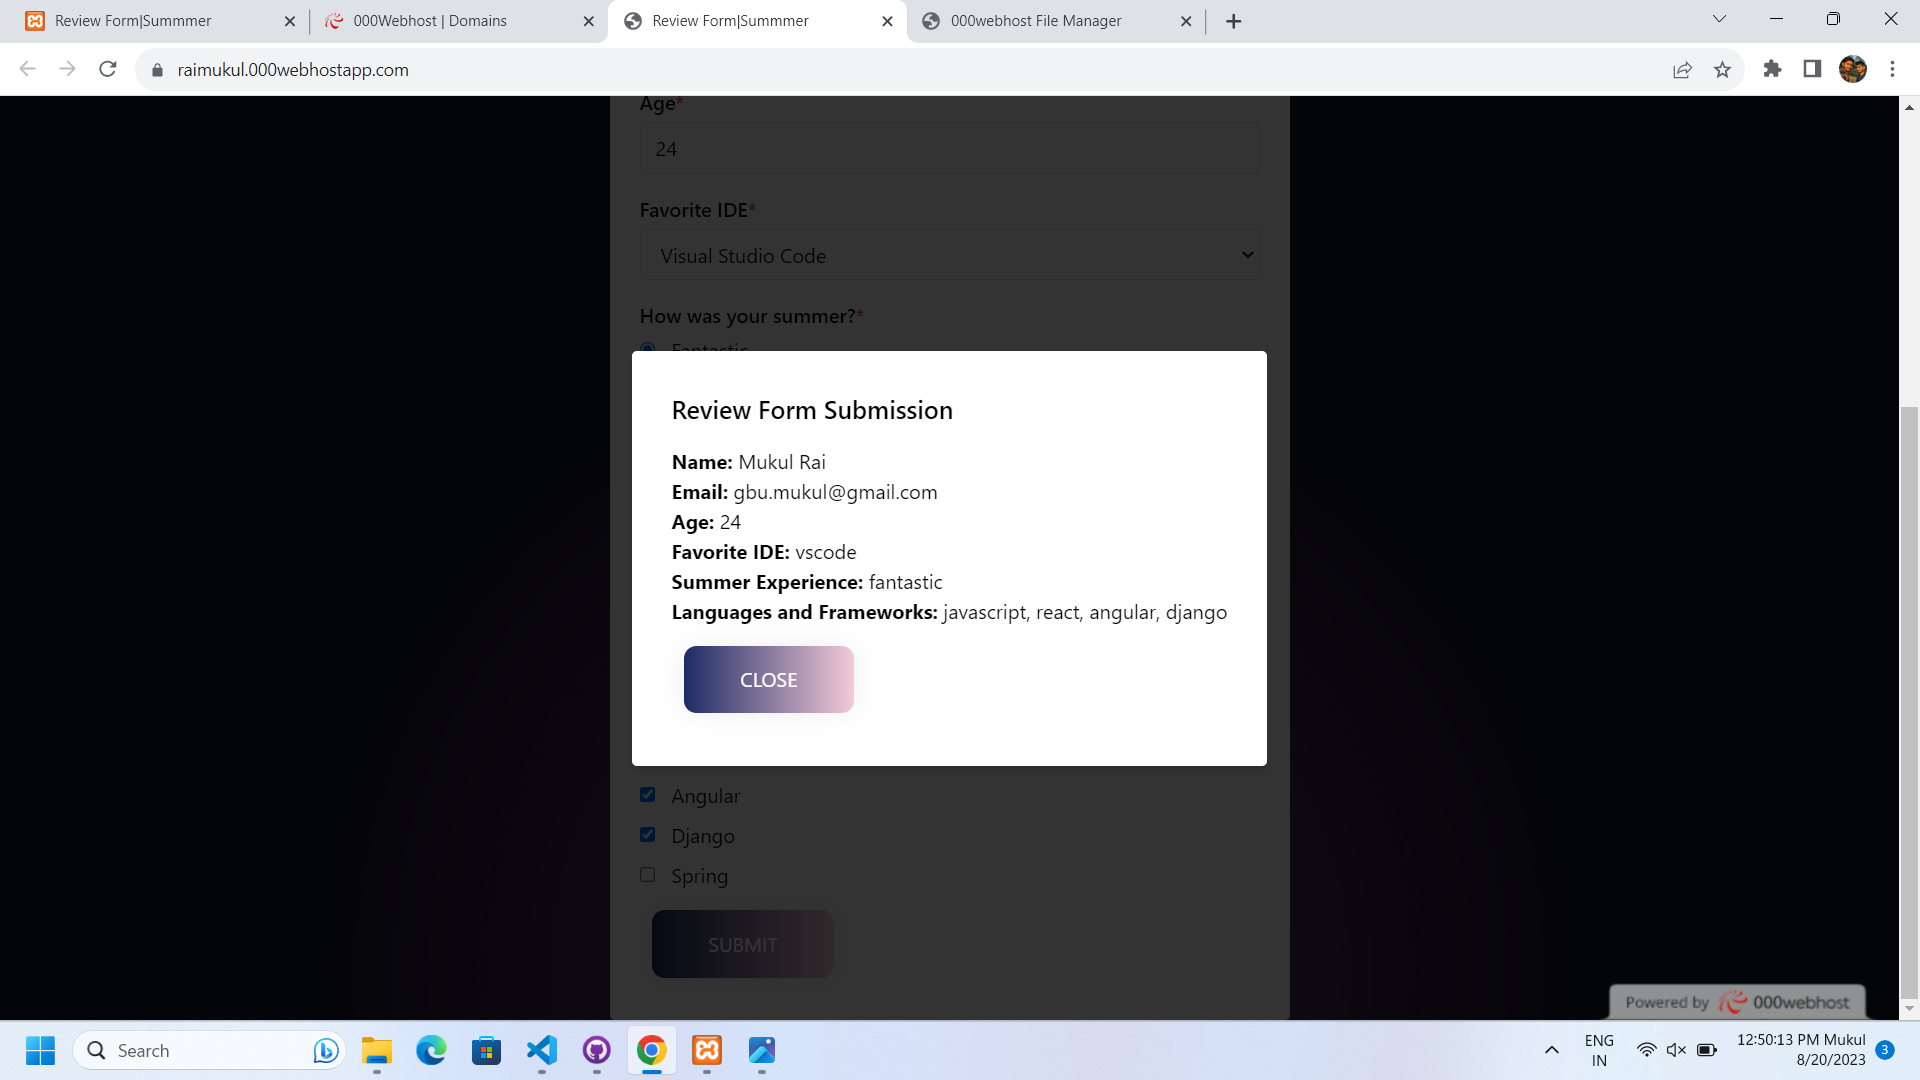 Review Form|Summmer
000Webhost | Domains
Review Form|Summmer
000webhost File Manager
raimukul.000webhostapp.com
Age*
24
Favorite IDE*
Visual Studio Code
How was your summer?*
Fantastic
Review Form Submission
Name: Mukul Rai
Email: gbu.mukul@gmail.com
Age: 24
Favorite IDE: vscode
Summer Experience: fantastic
Languages and Frameworks: javascript, react, angular, django
CLOSE
Angular
Django
Spring
SUBMIT
Powered by 000webhost
Search
ENG
IN
12:50:13 PM Mukul
8/20/2023
3